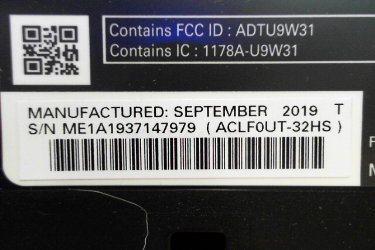 Contains FCC ID : ADTU9W31
Contains IC : 1178A-U9W31
MANUFACTURED: SEPTEMBER 2019 T
S/N ME1A1937147979 ( ACLF0UT-32HS )